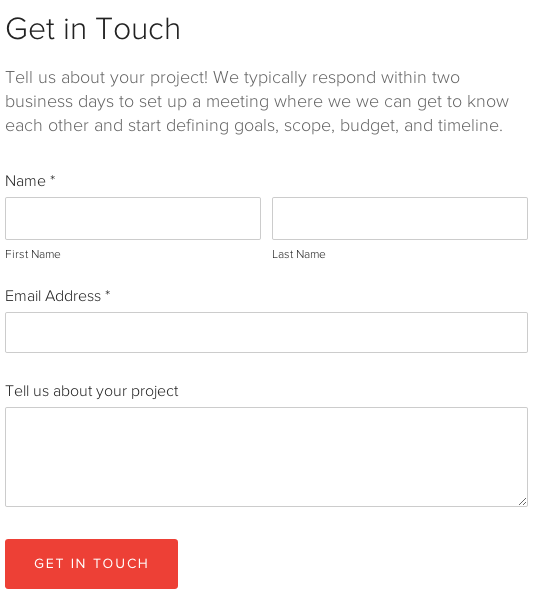 Get in Touch
Tell us about your project! We typically respond within two
business days to set up a meeting where we we can get to know
each other and start defining goals, scope, budget, and timeline.
Name *
First Name
Last Name
Email Address *
Tell us about your project
GET IN TOUCH